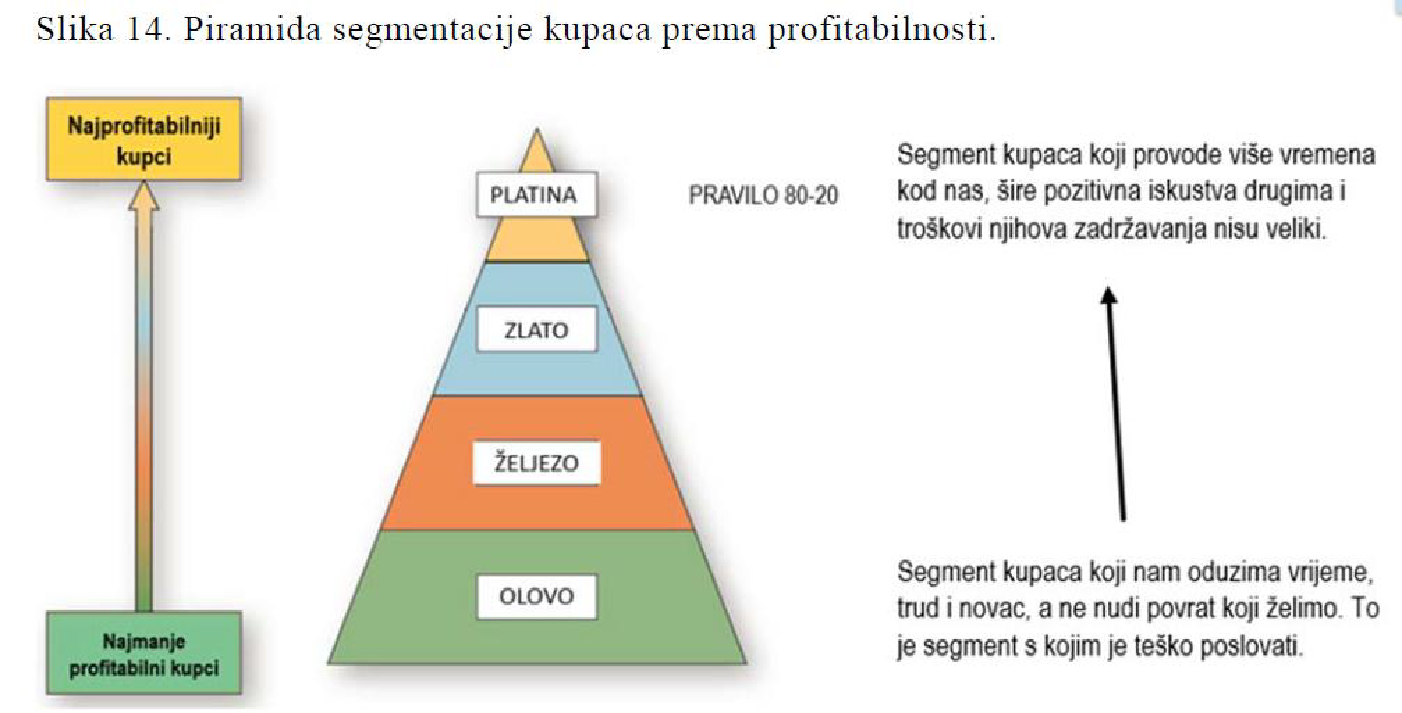 Slika 14. Piramida segmentacije kupaca prema profitabilnosti.
Najprofitabilniji
kupci
PLATINA
PRAVILO 80-20
Segment kupaca koji provode više vremena
kod nas, šire pozitivna iskustva drugima i
troškovi njihova zadržavanja nisu veliki.
ZLATO
ŽELJEZO
OLOVO
Segment kupaca koji nam oduzima vrijeme,
trud i novac, a ne nudi povrat koji želimo. To
je segment s kojim je teško poslovati.
Najmanje
profitabilni kupci